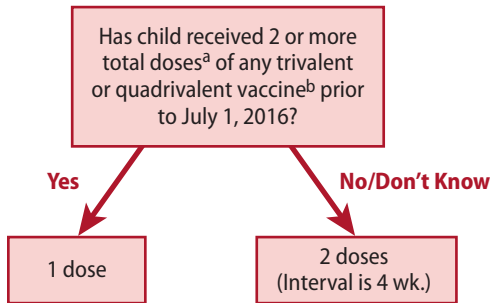 Has child received 2 or more
total dosesᵃ of any trivalent
or quadrivalent vaccineᵇ prior
to July 1, 2016?
Yes
No/Don't Know
1 dose
2 doses
(Interval is 4 wk.)